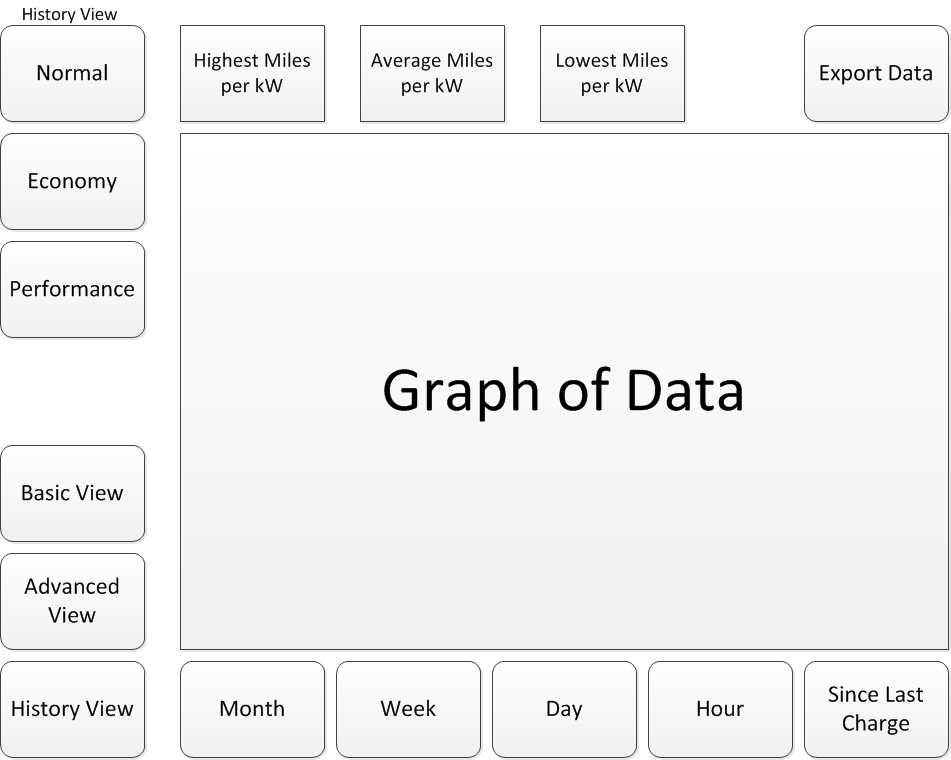 History View
Normal
Highest Miles
per kW
Average Miles
per kW
Lowest Miles
per kW
Export Data
Economy
Performance
Graph of Data
Basic View
Advanced
View
History View
Month
Week
Day
Hour
Since Last
Charge